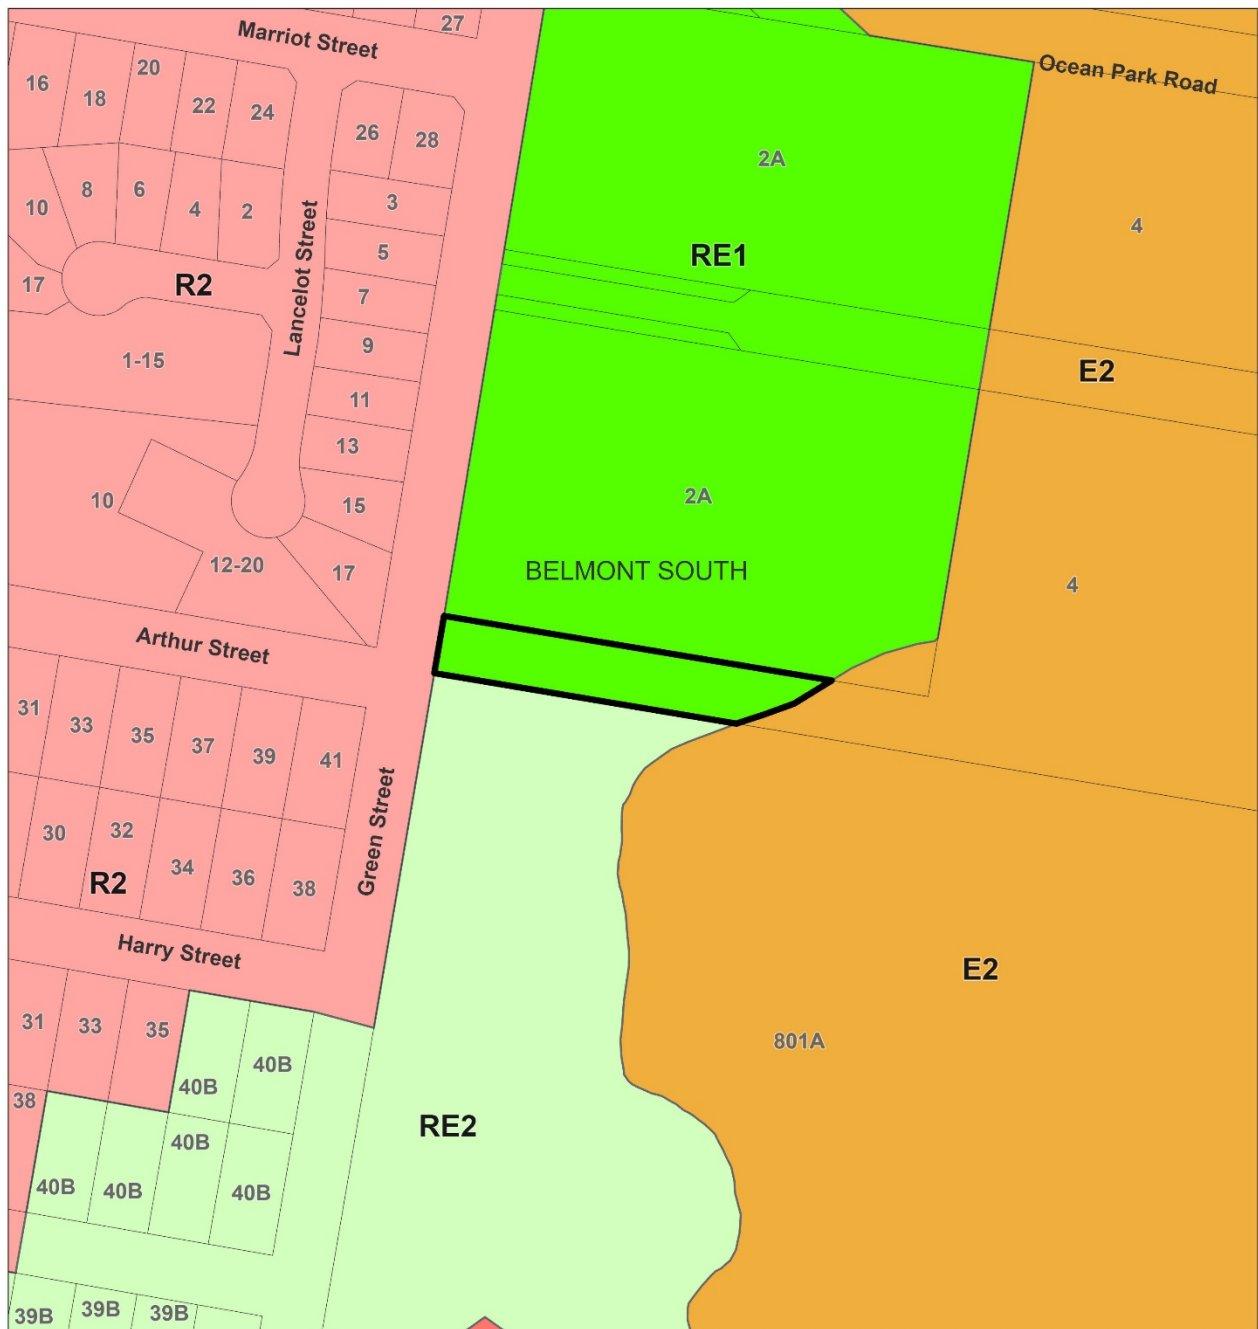 27
Marriot Street
16
18
20
22
24
26
28
Ocean Park Road
2A
10
8
6
4
2
3
4
5
RE1
17
R2
Lancelot Street
7
9
1-15
E2
11
13
10
15
2A
12-20
17
BELMONT SOUTH
4
Arthur Street
31
33
35
37
39
41
Green Street
30
32
34
36
38
R2
Harry Street
E2
31
33
35
801A
40B
40B
38
RE2
40B
40B
40B
40B
39B
39B
39B